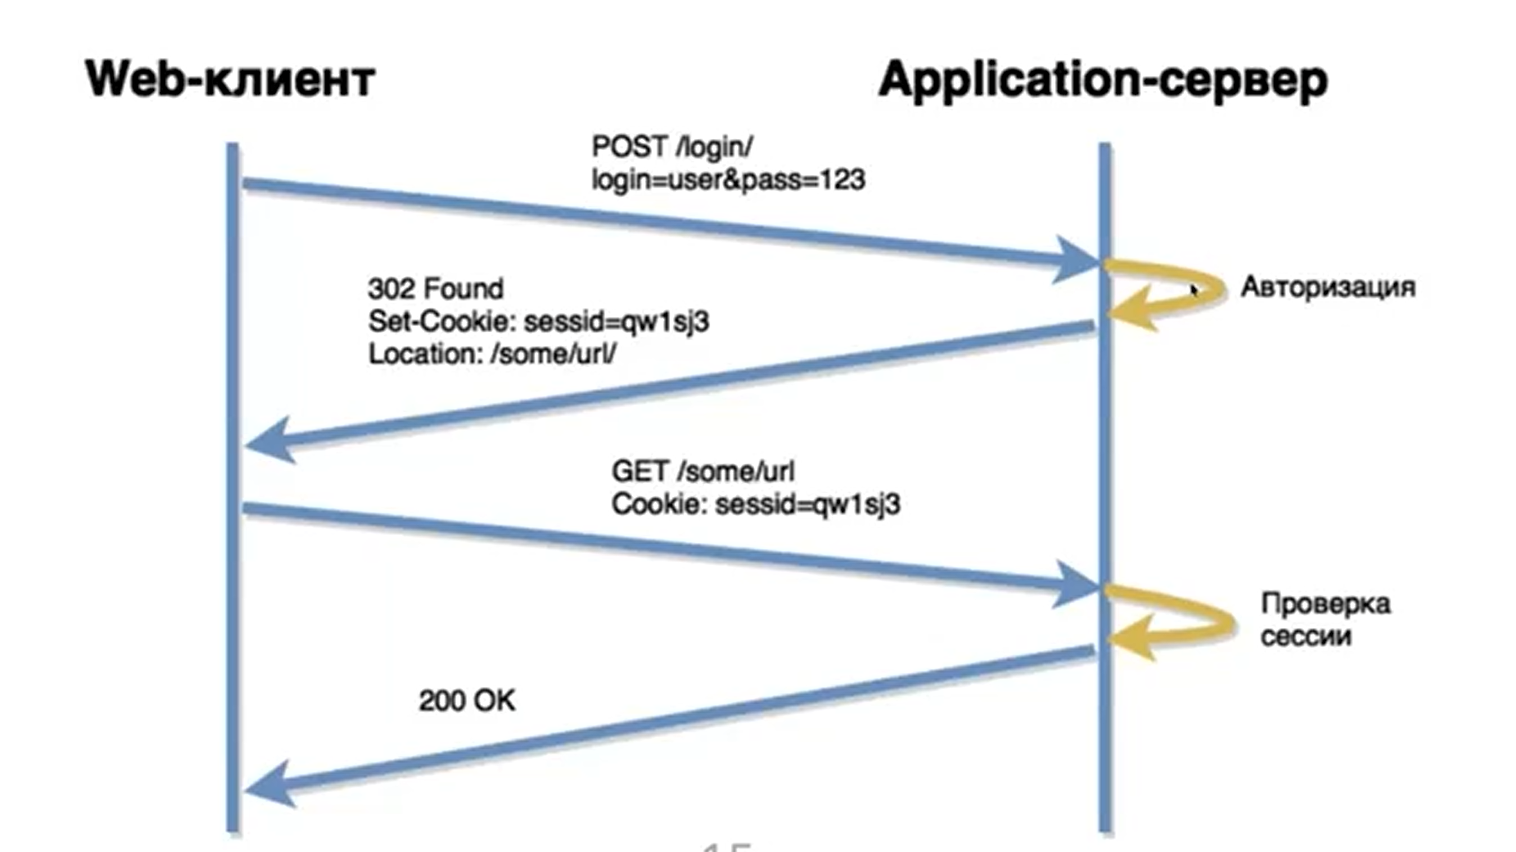 Web-клиент
Application-сервер
POST /login/
login=user&pass=123
Авторизация
302 Found
Set-Cookie: sessid=qw1sj3
Location: /some/url/
GET /some/url
Cookie: sessid=qw1sj3
Проверка
сессии
200 OK